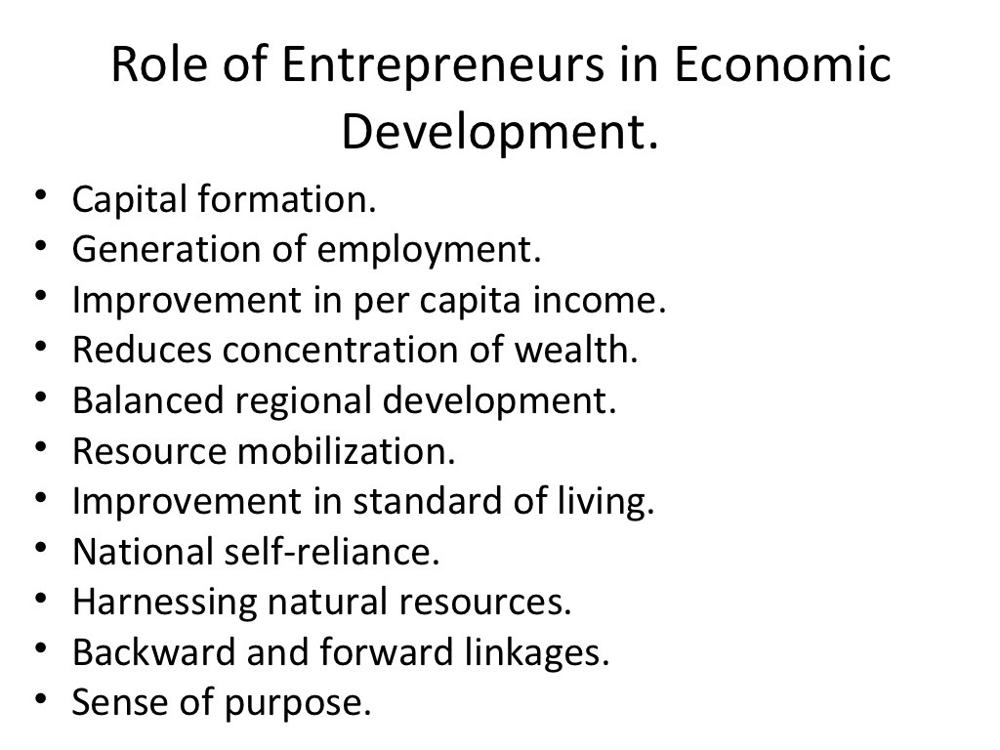 Role of Entrepreneurs in Economic
Development.
• Capital formation.
• Generation of employment.
• Improvement in per capita income.
• Reduces concentration of wealth.
• Balanced regional development.
• Resource mobilization.
• Improvement in standard of living.
• National self-reliance.
• Harnessing natural resources.
• Backward and forward linkages.
• Sense of purpose.